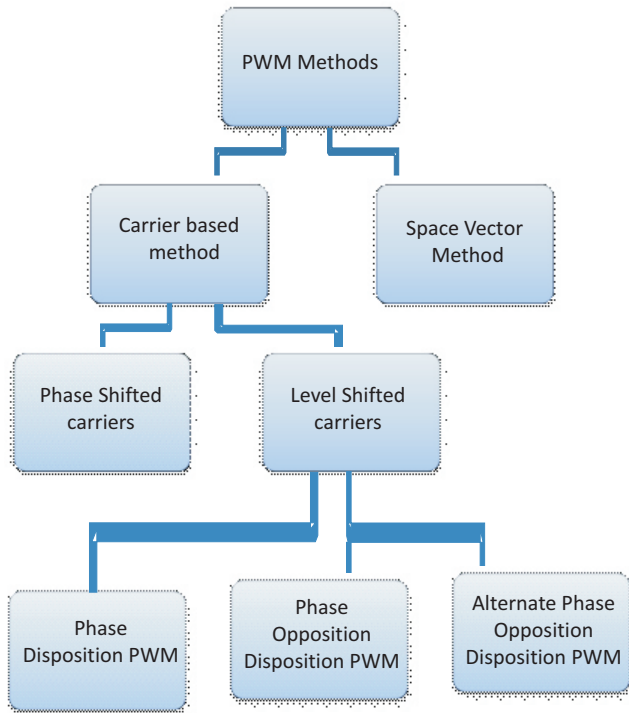 PWM Methods
Carrier based
method
Space Vector
Method
Phase Shifted
carriers
Level Shifted
carriers
Phase
Disposition PWM
Phase
Opposition
Disposition PWM
Alternate Phase
Opposition
Disposition PWM